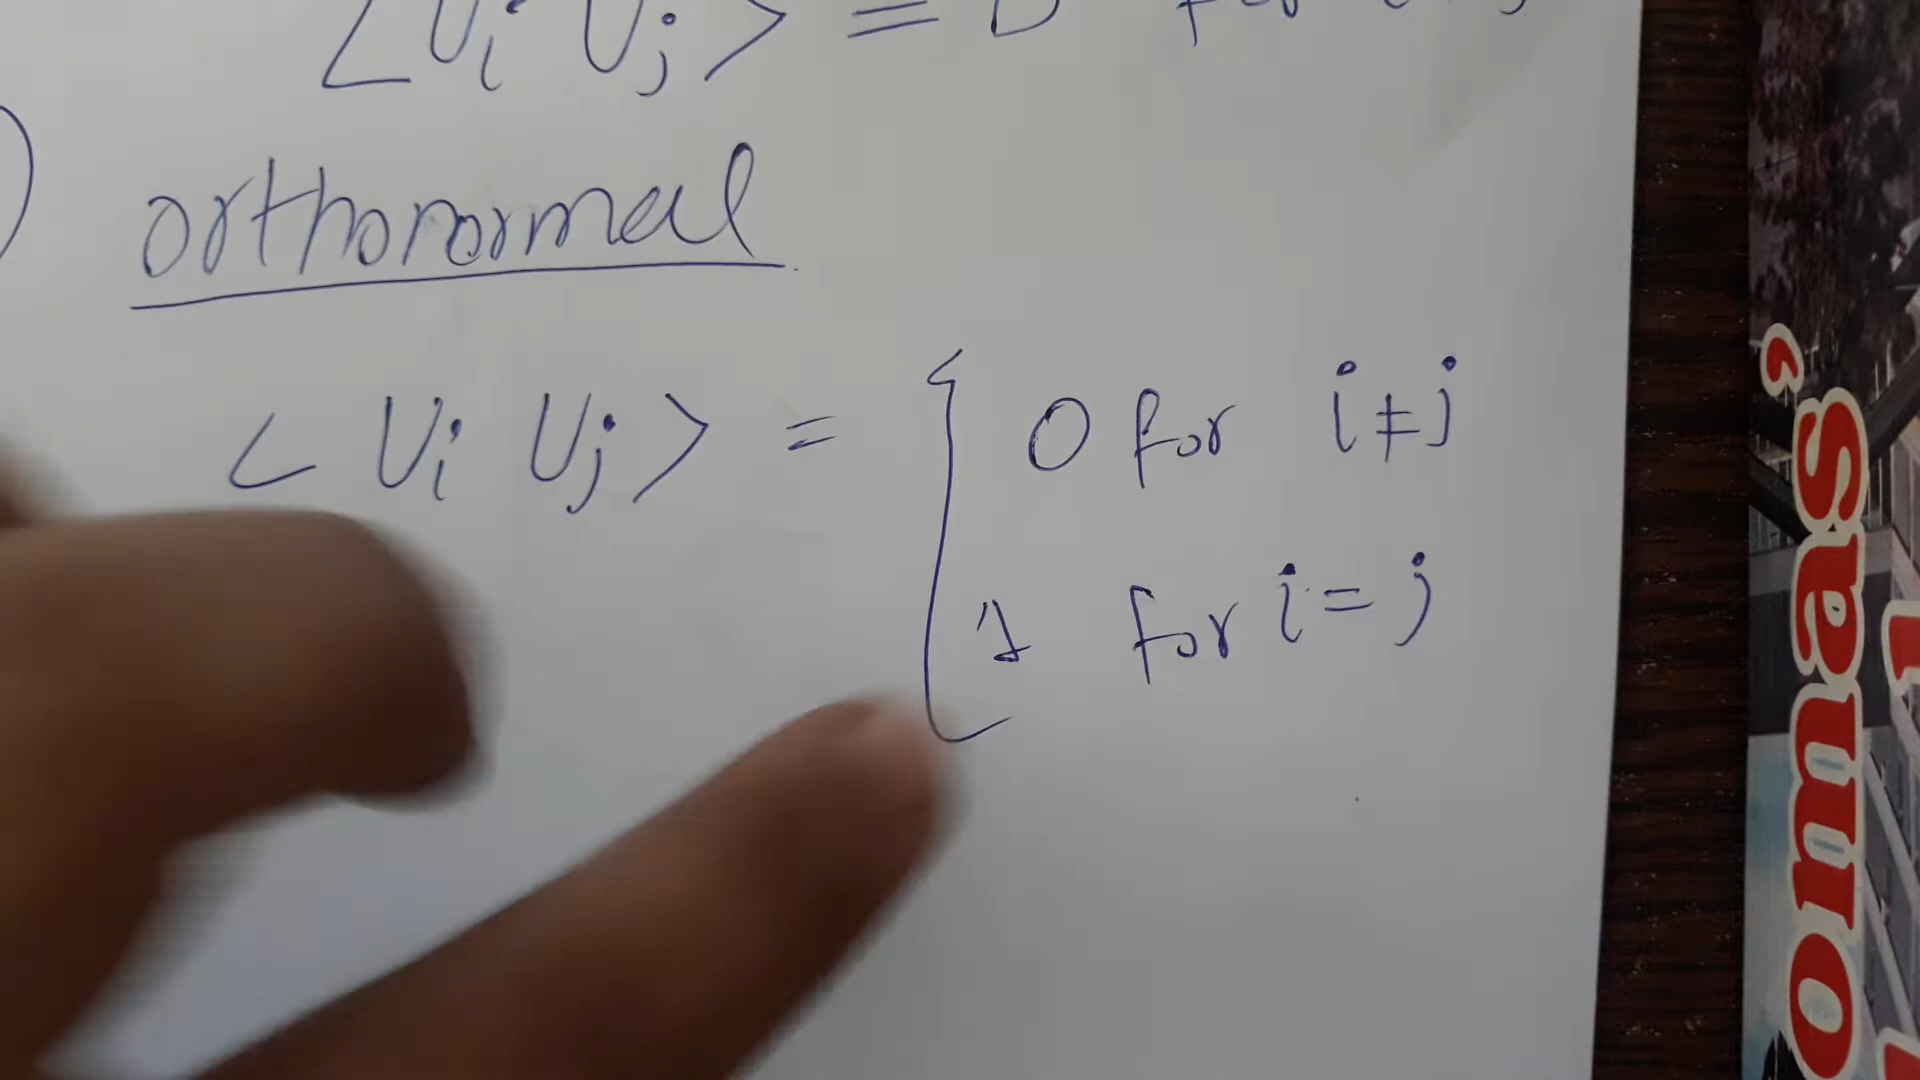 <Ui Uj> = 0 for
orthonormal
< Ui Uj > = { 0 for i≠j
1 for i = j
omas'